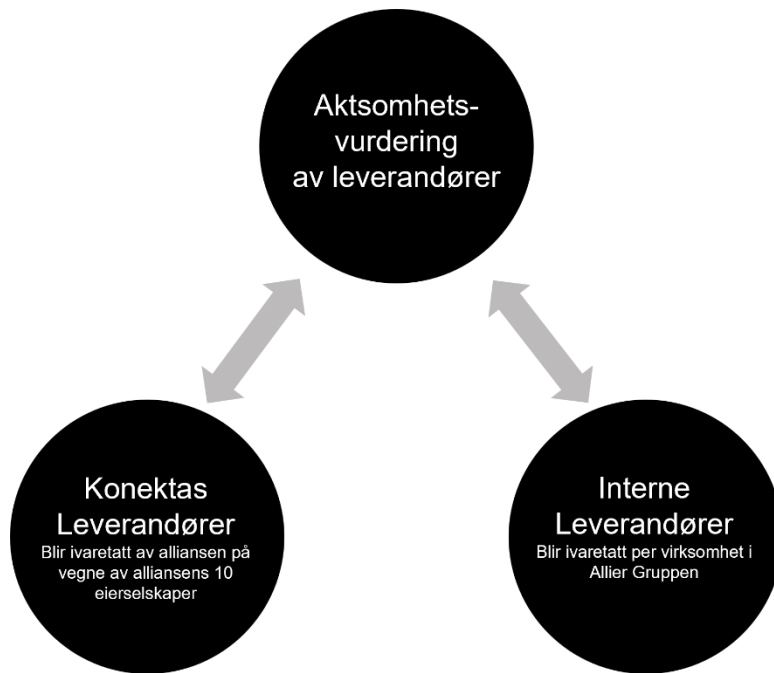 Aktsomhets-
vurdering
av leverandører
Konektas
Leverandører
Blir ivaretatt av alliansen på
vegne av alliansens 10
eierselskaper
Interne
Leverandører
Blir ivaretatt per virksomhet i
Allier Gruppen